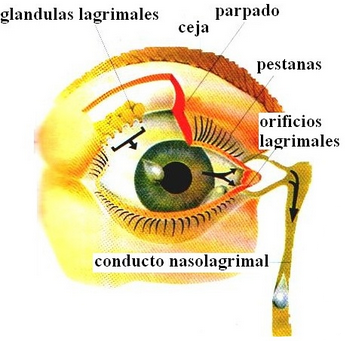 glandulas lagrimales
ceja
parpado
pestanas
orificios
lagrimales
conducto nasolagrimal